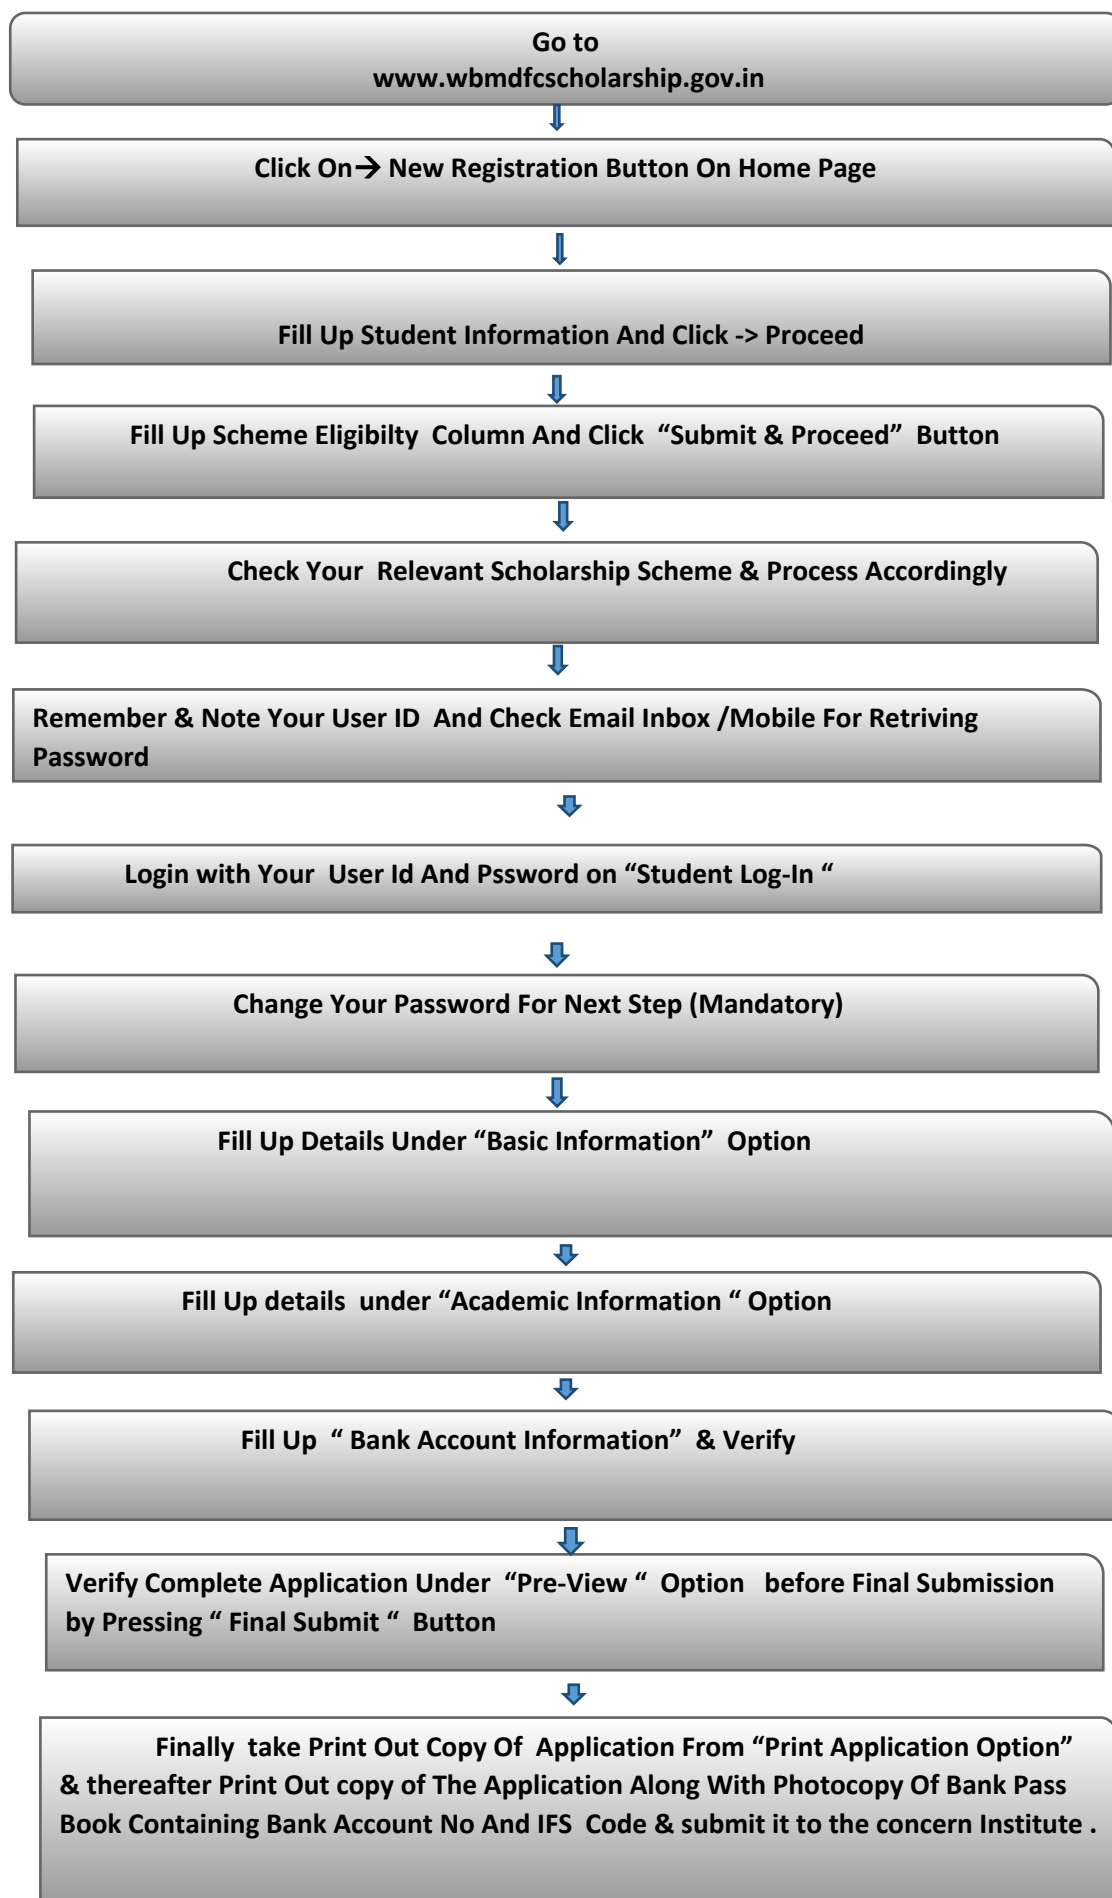 Go to
www.wbmdfcscholarship.gov.in
Click On→ New Registration Button On Home Page
Fill Up Student Information And Click -> Proceed
Fill Up Scheme Eligibilty Column And Click “Submit & Proceed” Button
Check Your Relevant Scholarship Scheme & Process Accordingly
Remember & Note Your User ID And Check Email Inbox /Mobile For Retriving
Password
Login with Your User Id And Pssword on “Student Log-In “
Change Your Password For Next Step (Mandatory)
Fill Up Details Under “Basic Information” Option
Fill Up details under “Academic Information “ Option
Fill Up “ Bank Account Information” & Verify
Verify Complete Application Under “Pre-View “ Option before Final Submission
by Pressing “ Final Submit “ Button
Finally take Print Out Copy Of Application From “Print Application Option”
& thereafter Print Out copy of The Application Along With Photocopy Of Bank Pass
Book Containing Bank Account No And IFS Code & submit it to the concern Institute .